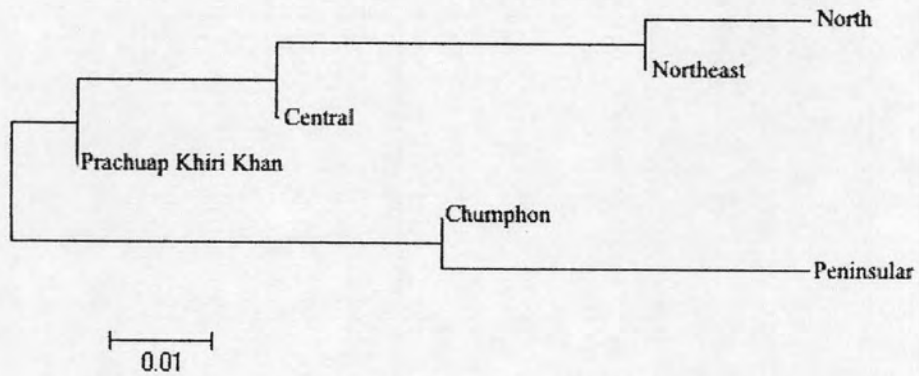 North
Northeast
Central
Prachuap Khiri Khan
Chumphon
Peninsular
0.01